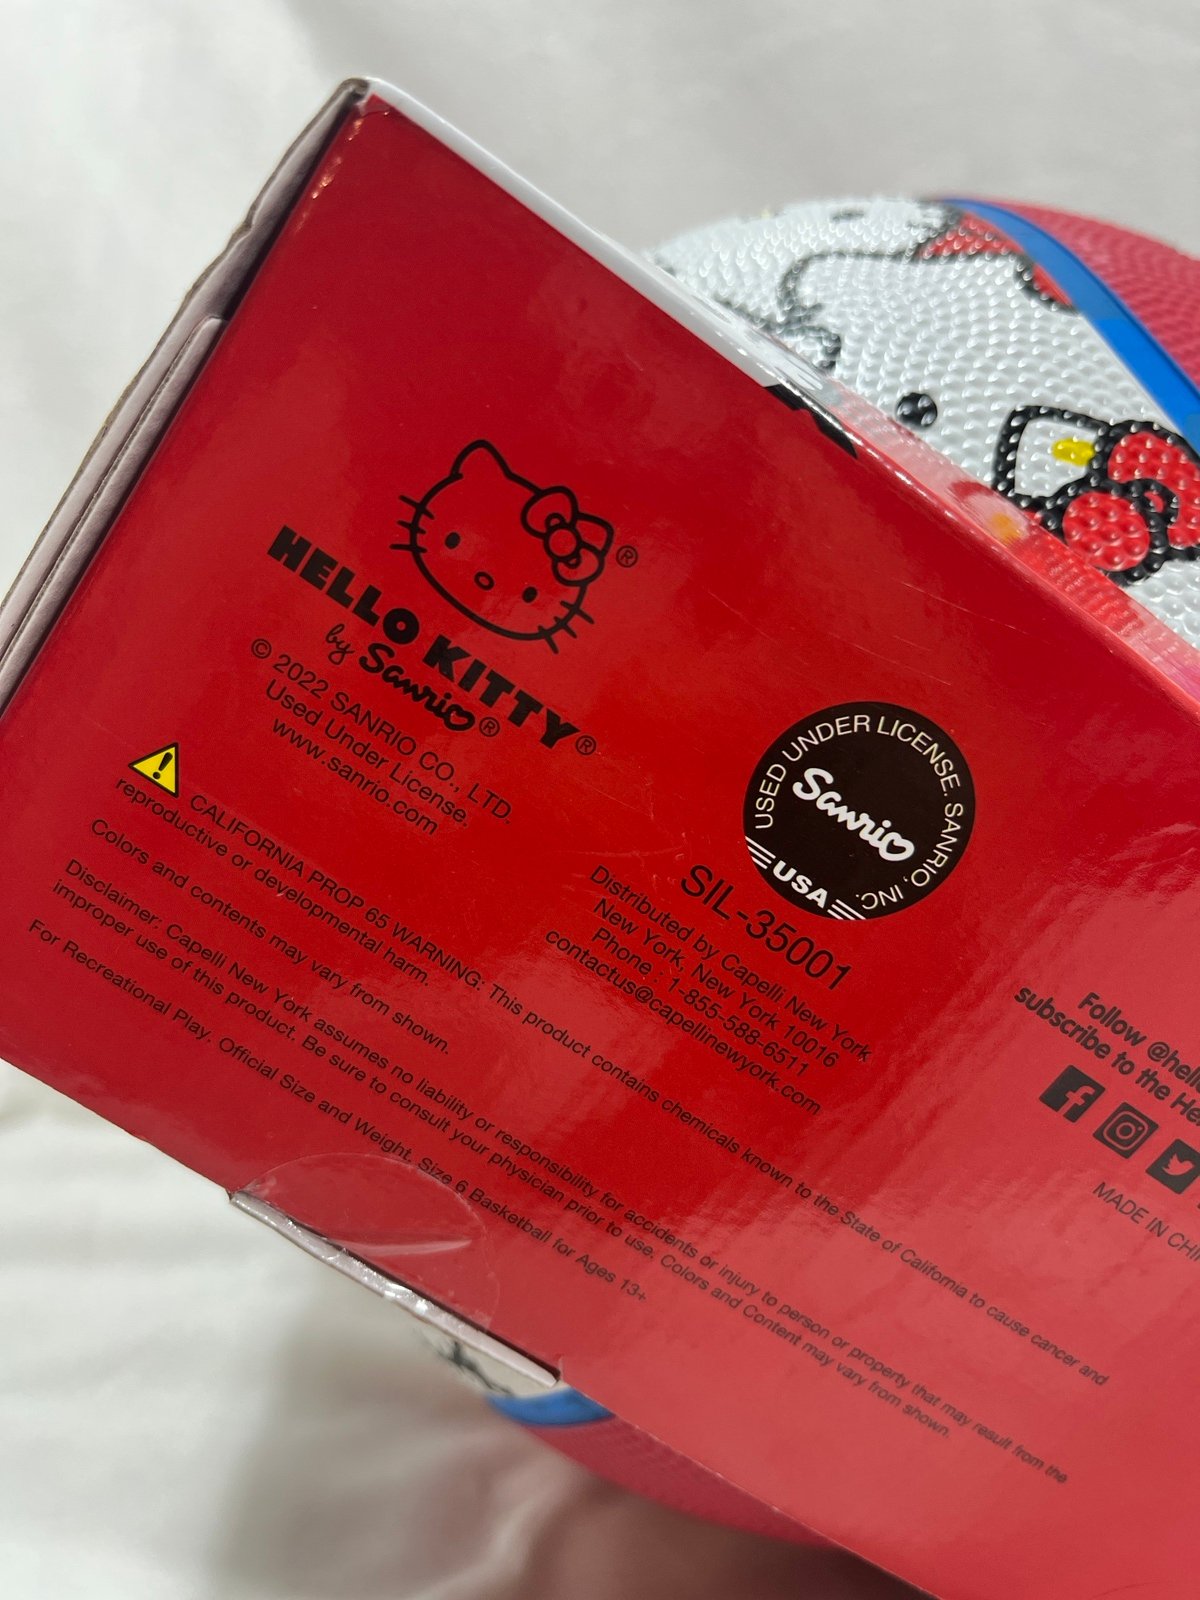 ®
HELLO KITTY®
by Sanrio®
© 2022 SANRIO CO., LTD.
Used Under License.
www.sanrio.com
USED UNDER LICENSE. SANRIO, INC.
Sanrio
USA
SIL-35001
Distributed by Capelli New York
New York, New York 10016
Phone : 1-855-588-6511
contactus@capellinewyork.com
Follow
subscribe to the
MADE IN
CALIFORNIA PROP 65 WARNING: This product contains chemicals known to the State of California to cause cancer and
reproductive or developmental harm.
Colors and contents may vary from shown.
Disclaimer: Capelli New York assumes no liability or responsibility for accidents or injury to person or property that may result from the
improper use of this product. Be sure to consult your physician prior to use. Colors and Content may vary from shown.
For Recreational Play. Official Size and Weight. Size 6 Basketball for Ages 13+